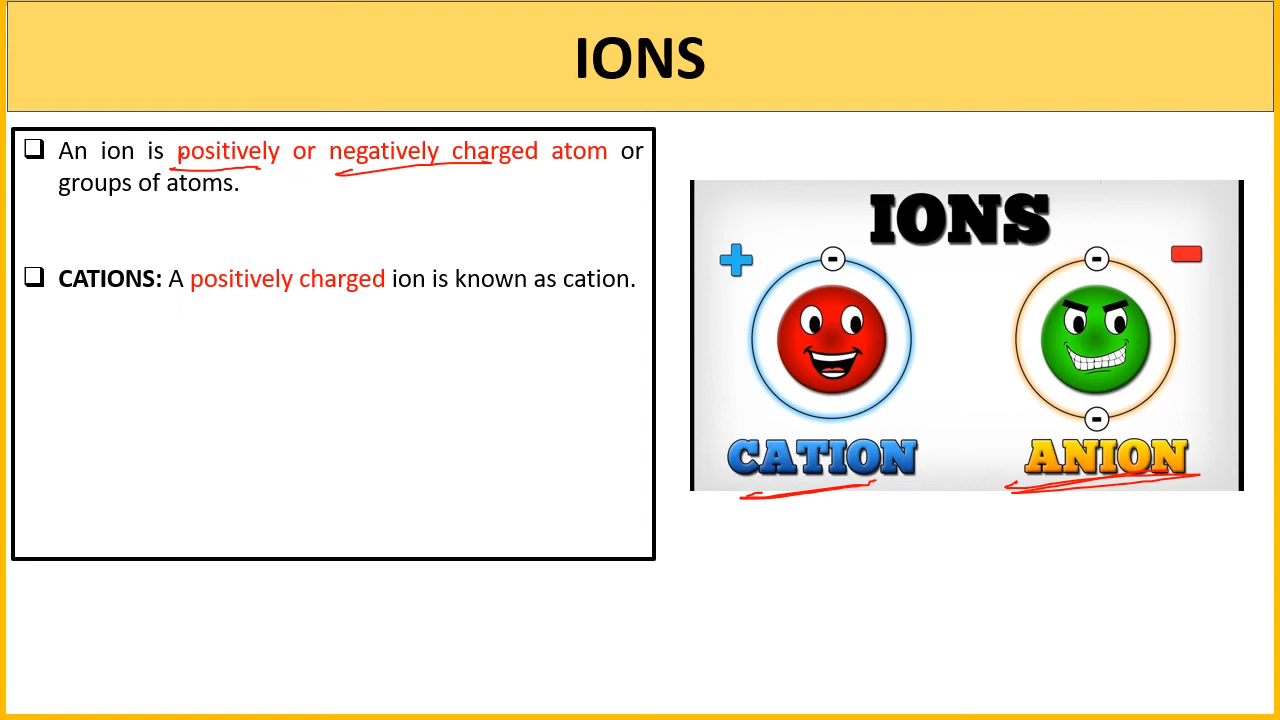 IONS
An ion is positively or negatively charged atom or
groups of atoms.
CATIONS: A positively charged ion is known as cation.
IONS
+ - - -
CATION ANION
- -